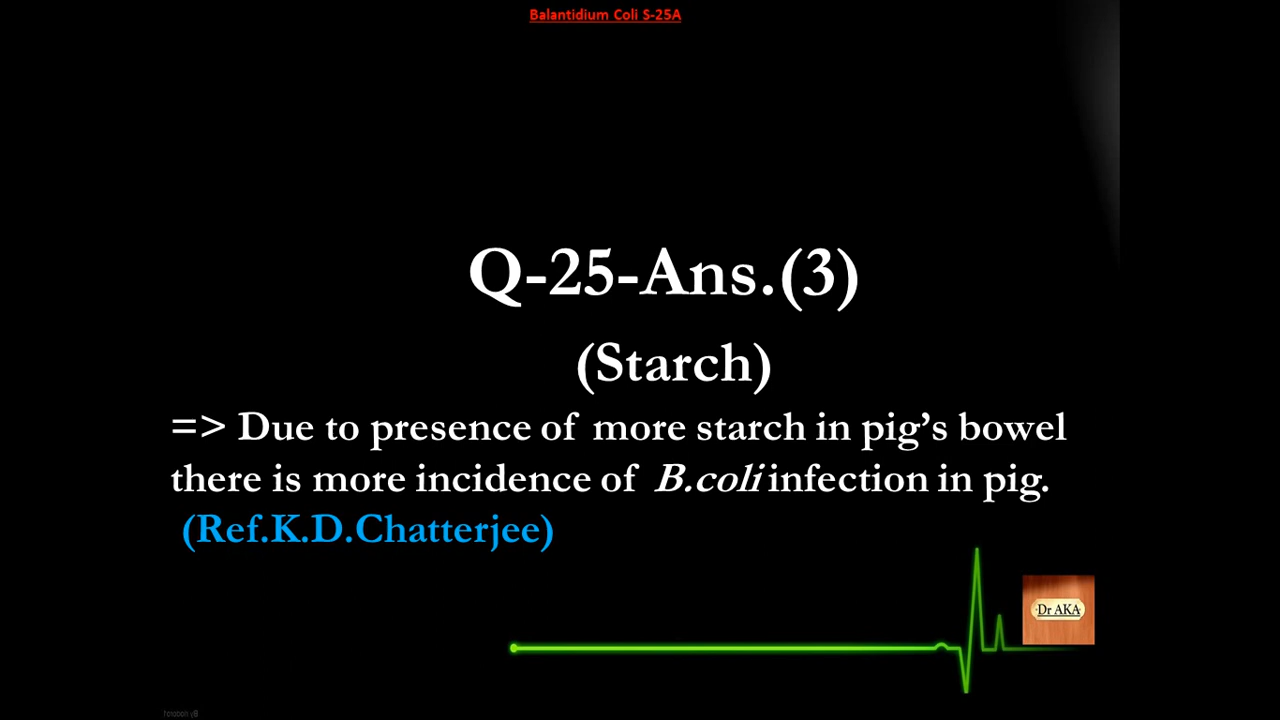 Balantidium Coli S-25A
Q-25-Ans.(3)
(Starch)
=> Due to presence of more starch in pig's bowel
there is more incidence of B.coli infection in pig.
(Ref.K.D.Chatterjee)
Dr AKA